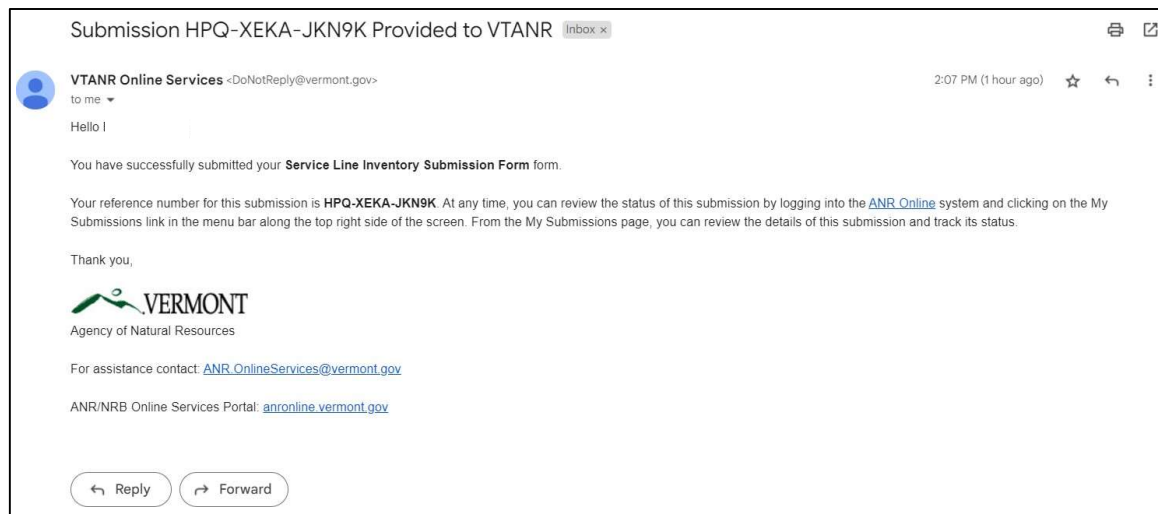 Submission HPQ-XEKA-JKN9K Provided to VTANR Inbox ×
VTANR Online Services <DoNotReply@vermont.gov> 2:07 PM (1 hour ago)
to me
Hello I
You have successfully submitted your Service Line Inventory Submission Form form.
Your reference number for this submission is HPQ-XEKA-JKN9K. At any time, you can review the status of this submission by logging into the ANR Online system and clicking on the My
Submissions link in the menu bar along the top right side of the screen. From the My Submissions page, you can review the details of this submission and track its status.
Thank you,
VERMONT
Agency of Natural Resources
For assistance contact: ANR.OnlineServices@vermont.gov
ANR/NRB Online Services Portal: anronline.vermont.gov
Reply Forward